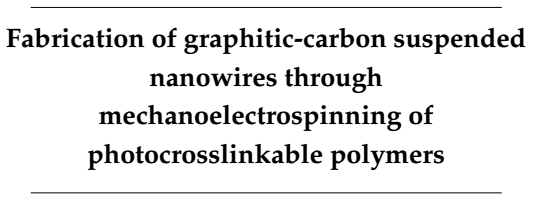 Fabrication of graphitic-carbon suspended
nanowires through
mechanoelectrospinning of
photocrosslinkable polymers